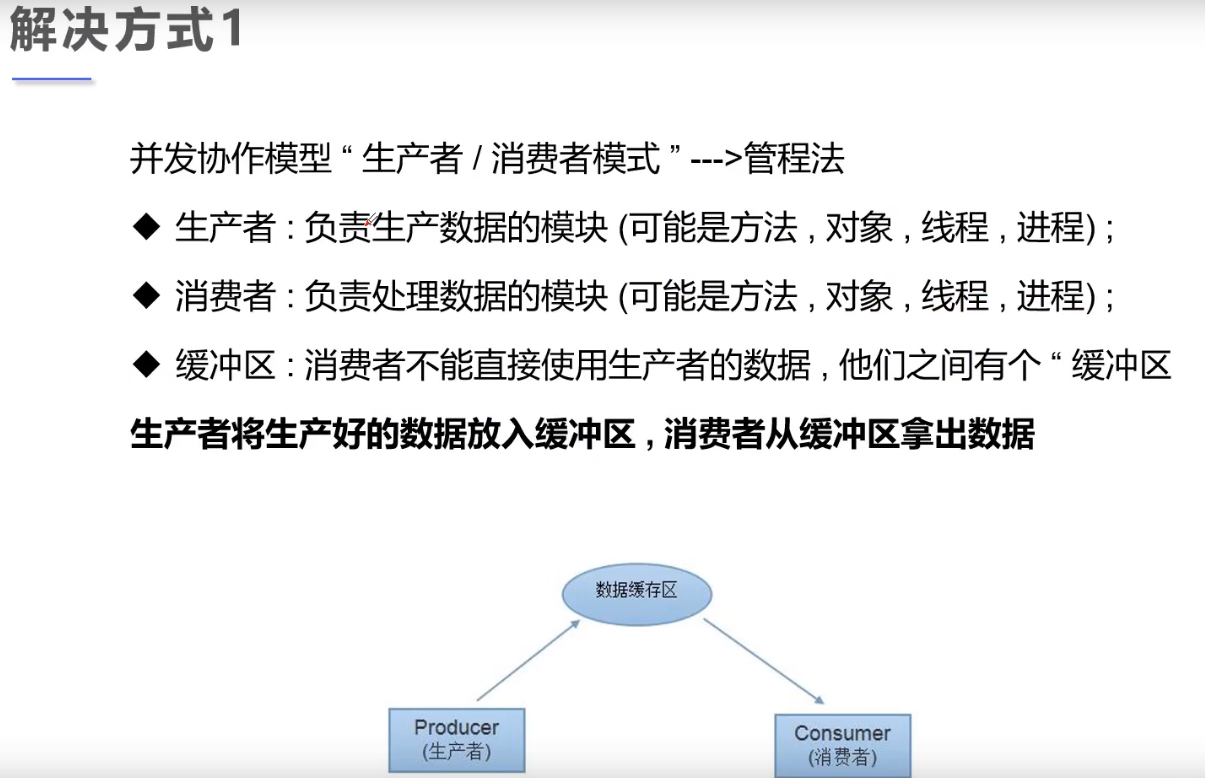 解决方式1
并发协作模型 “ 生产者 / 消费者模式 ” --->管程法
◆ 生产者 : 负责生产数据的模块 (可能是方法 , 对象 , 线程 , 进程) ;
◆ 消费者 : 负责处理数据的模块 (可能是方法 , 对象 , 线程 , 进程) ;
◆ 缓冲区 : 消费者不能直接使用生产者的数据 , 他们之间有个 “ 缓冲区
生产者将生产好的数据放入缓冲区 , 消费者从缓冲区拿出数据
数据缓存区
Producer
(生产者)
Consumer
(消费者)